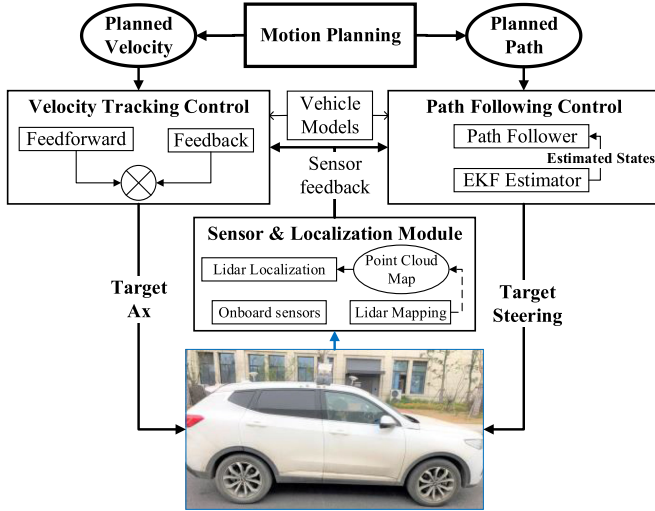 Planned
Velocity
Motion Planning
Planned
Path
Velocity Tracking Control
Feedforward
Feedback
Vehicle
Models
Path Following Control
Path Follower
Estimated States
EKF Estimator
Sensor
feedback
Sensor & Localization Module
Lidar Localization
Point Cloud
Map
Onboard sensors
Lidar Mapping
Target
Ax
Target
Steering